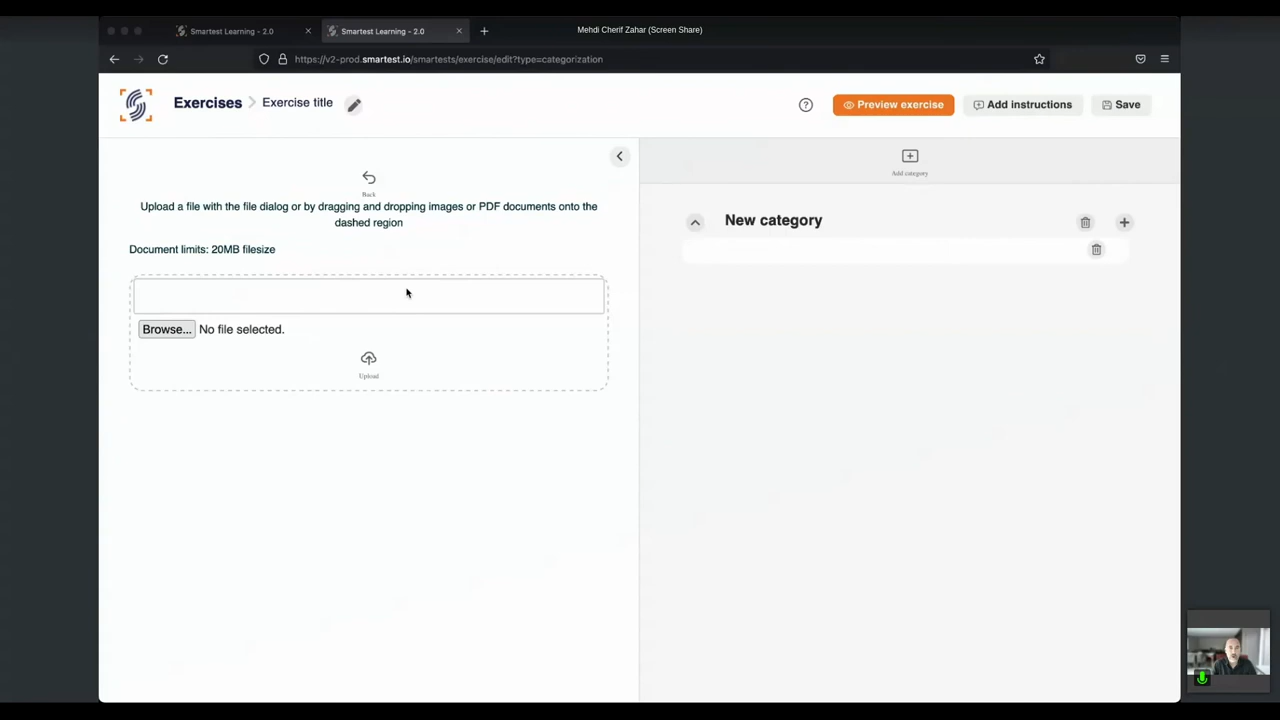 Smartest Learning - 2.0
Smartest Learning - 2.0
Mehdi Cherif Zahar (Screen Share)
https://v2-prod.smartest.io/smartests/exercise/edit?type=categorization
Exercises
Exercise title
Preview exercise
Add instructions
Save
Back
Upload a file with the file dialog or by dragging and dropping images or PDF documents onto the
dashed region
Document limits: 20MB filesize
Browse... No file selected.
Upload
Add category
New category